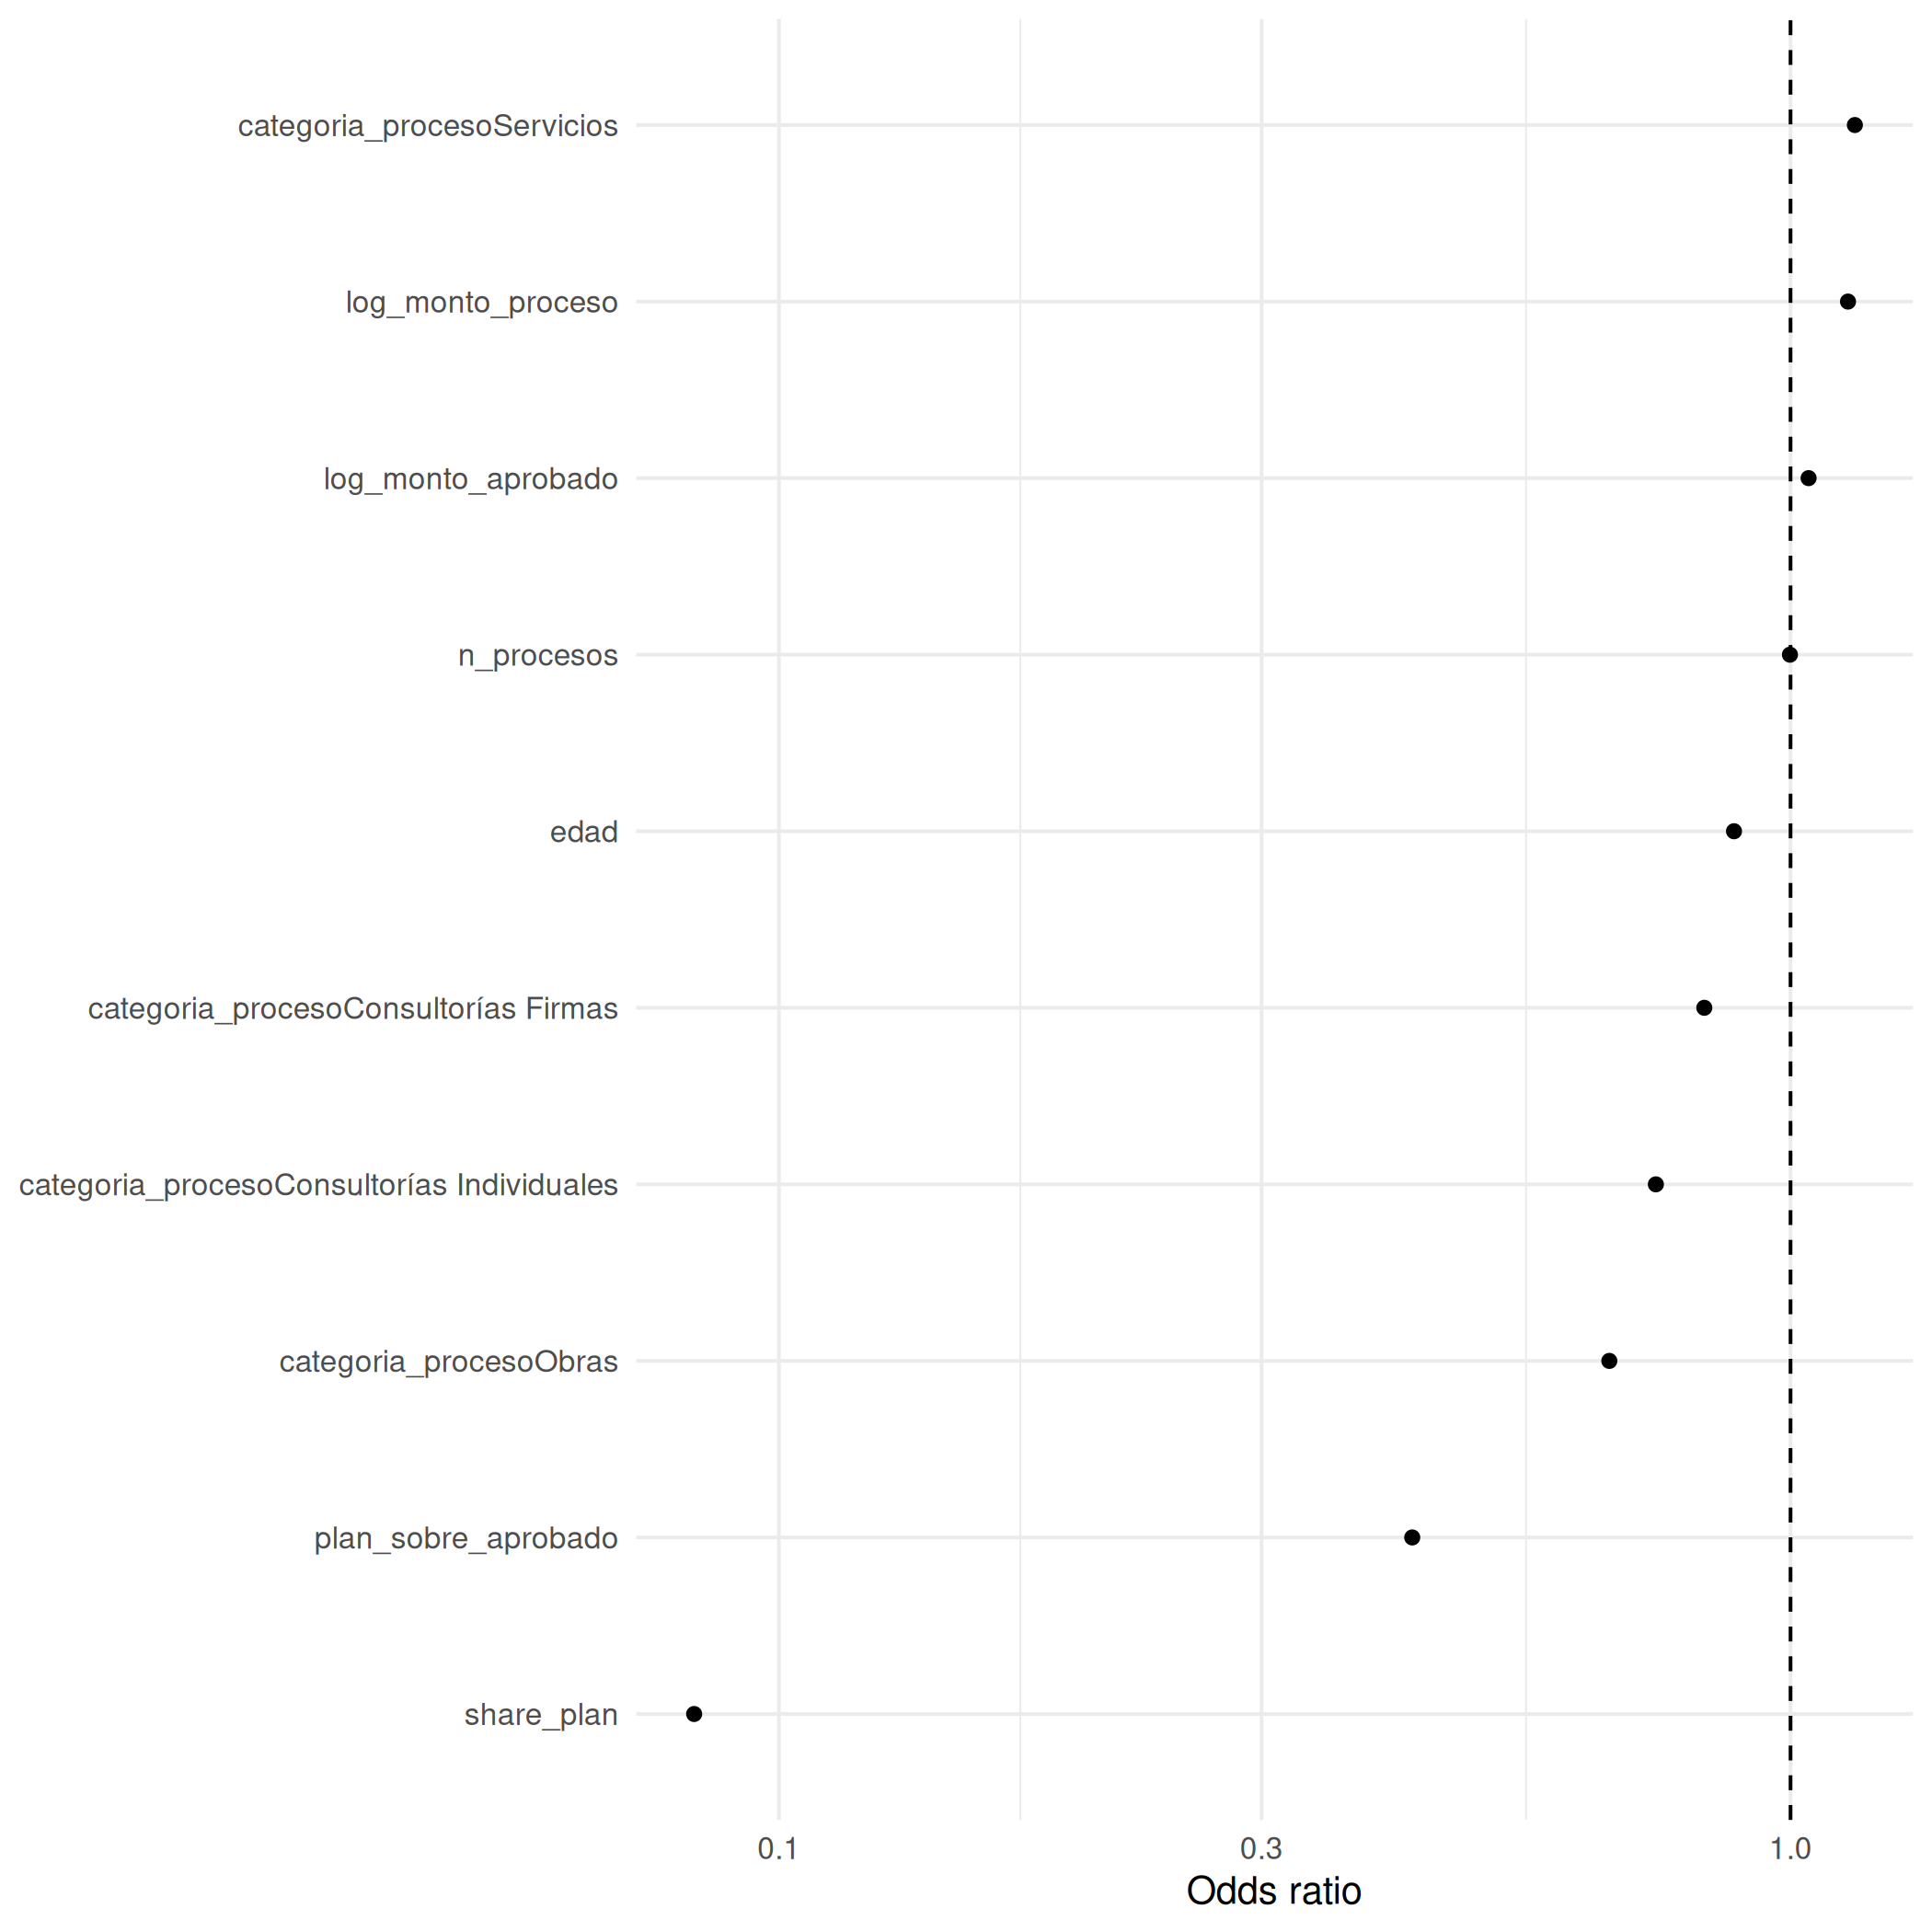 categoria_procesoServicios
log_monto_proceso
log_monto_aprobado
n_procesos
edad
categoria_procesoConsultorías Firmas
categoria_procesoConsultorías Individuales
categoria_procesoObras
plan_sobre_aprobado
share_plan
0.1 0.3 1.0
Odds ratio